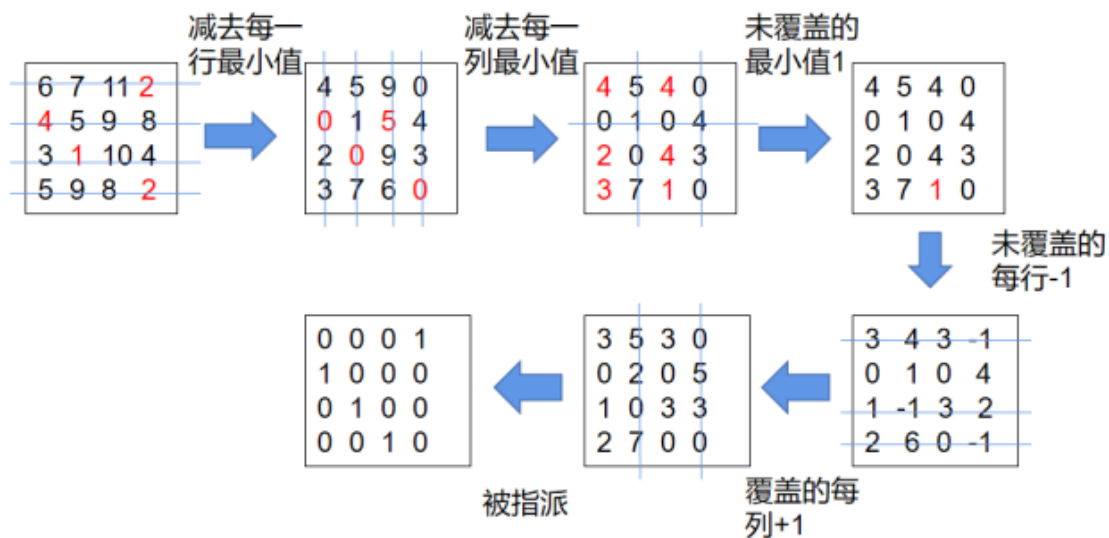 减去每一
行最小值
减去每一
列最小值
未覆盖的
最小值1
6 7 11 2
4 5 9 8
3 1 10 4
5 9 8 2
4 5 9 0
0 1 5 4
2 0 9 3
3 7 6 0
4 5 4 0
0 1 0 4
2 0 4 3
3 7 1 0
4 5 4 0
0 1 0 4
2 0 4 3
3 7 1 0
未覆盖的
每行-1
3 4 3 -1
0 1 0 4
1 -1 3 2
2 6 0 -1
覆盖的每
列+1
3 5 3 0
0 2 0 5
1 0 3 3
2 7 0 0
被指派
0 0 0 1
1 0 0 0
0 1 0 0
0 0 1 0